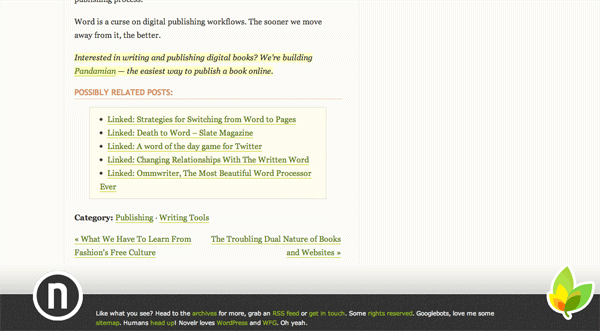 publishing process.
Word is a curse on digital publishing workflows. The sooner we move
away from it, the better.
Interested in writing and publishing digital books? We're building
Pandamian — the easiest way to publish a book online.
POSSIBLY RELATED POSTS:
• Linked: Strategies for Switching from Word to Pages
• Linked: Death to Word – Slate Magazine
• Linked: A word of the day game for Twitter
• Linked: Changing Relationships With The Written Word
• Linked: Ommwriter, The Most Beautiful Word Processor
Ever
Category: Publishing · Writing Tools
« What We Have To Learn From
Fashion's Free Culture
The Troubling Dual Nature of Books
and Websites »
n
Like what you see? Head to the archives for more, grab an RSS feed or get in touch. Some rights reserved. Googlebots, love me some
sitemap. Humans head up! Novelr loves WordPress and WFG. Oh yeah.